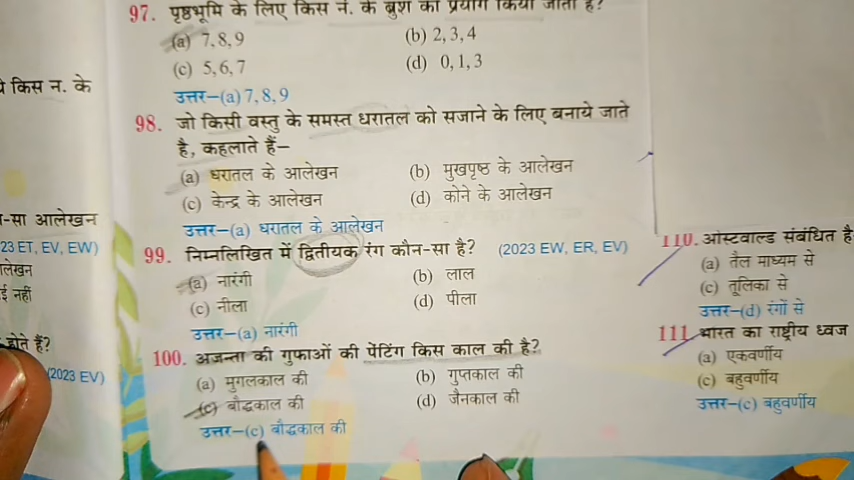 ये किस न. के
-सा आलेखन
23 ET, EV, EW)
लेखन
ई नहीं
होते हैं?
(2023 EV)
97. पृष्ठभूमि के लिए किस नं. के ब्रुश का प्रयोग किया जाता है?
(a) 7, 8, 9 (b) 2, 3, 4
(c) 5, 6, 7 (d) 0, 1, 3
उत्तर–(a) 7, 8, 9
98. जो किसी वस्तु के समस्त धरातल को सजाने के लिए बनाये जाते
है, कहलाते हैं–
(a) धरातल के आलेखन (b) मुखपृष्ठ के आलेखन
(c) केन्द्र के आलेखन (d) कोने के आलेखन
उत्तर–(a) धरातल के आलेखन
99. निम्नलिखित में द्वितीयक रंग कौन-सा है? (2023 EW, ER, EV)
(a) नारंगी (b) लाल
(c) नीला (d) पीला
उत्तर–(a) नारंगी
100. अजन्ता की गुफाओं की पेंटिंग किस काल की है?
(a) मुगलकाल की (b) गुप्तकाल की
(c) बौद्धकाल की (d) जैनकाल की
उत्तर–(c) बौद्धकाल की
110. ओस्टवाल्ड संबंधित है
(a) तैल माध्यम से
(c) तूलिका से
उत्तर–(d) रंगों से
111. भारत का राष्ट्रीय ध्वज
(a) एकवर्णीय
(c) बहुवर्णीय
उत्तर–(c) बहुवर्णीय